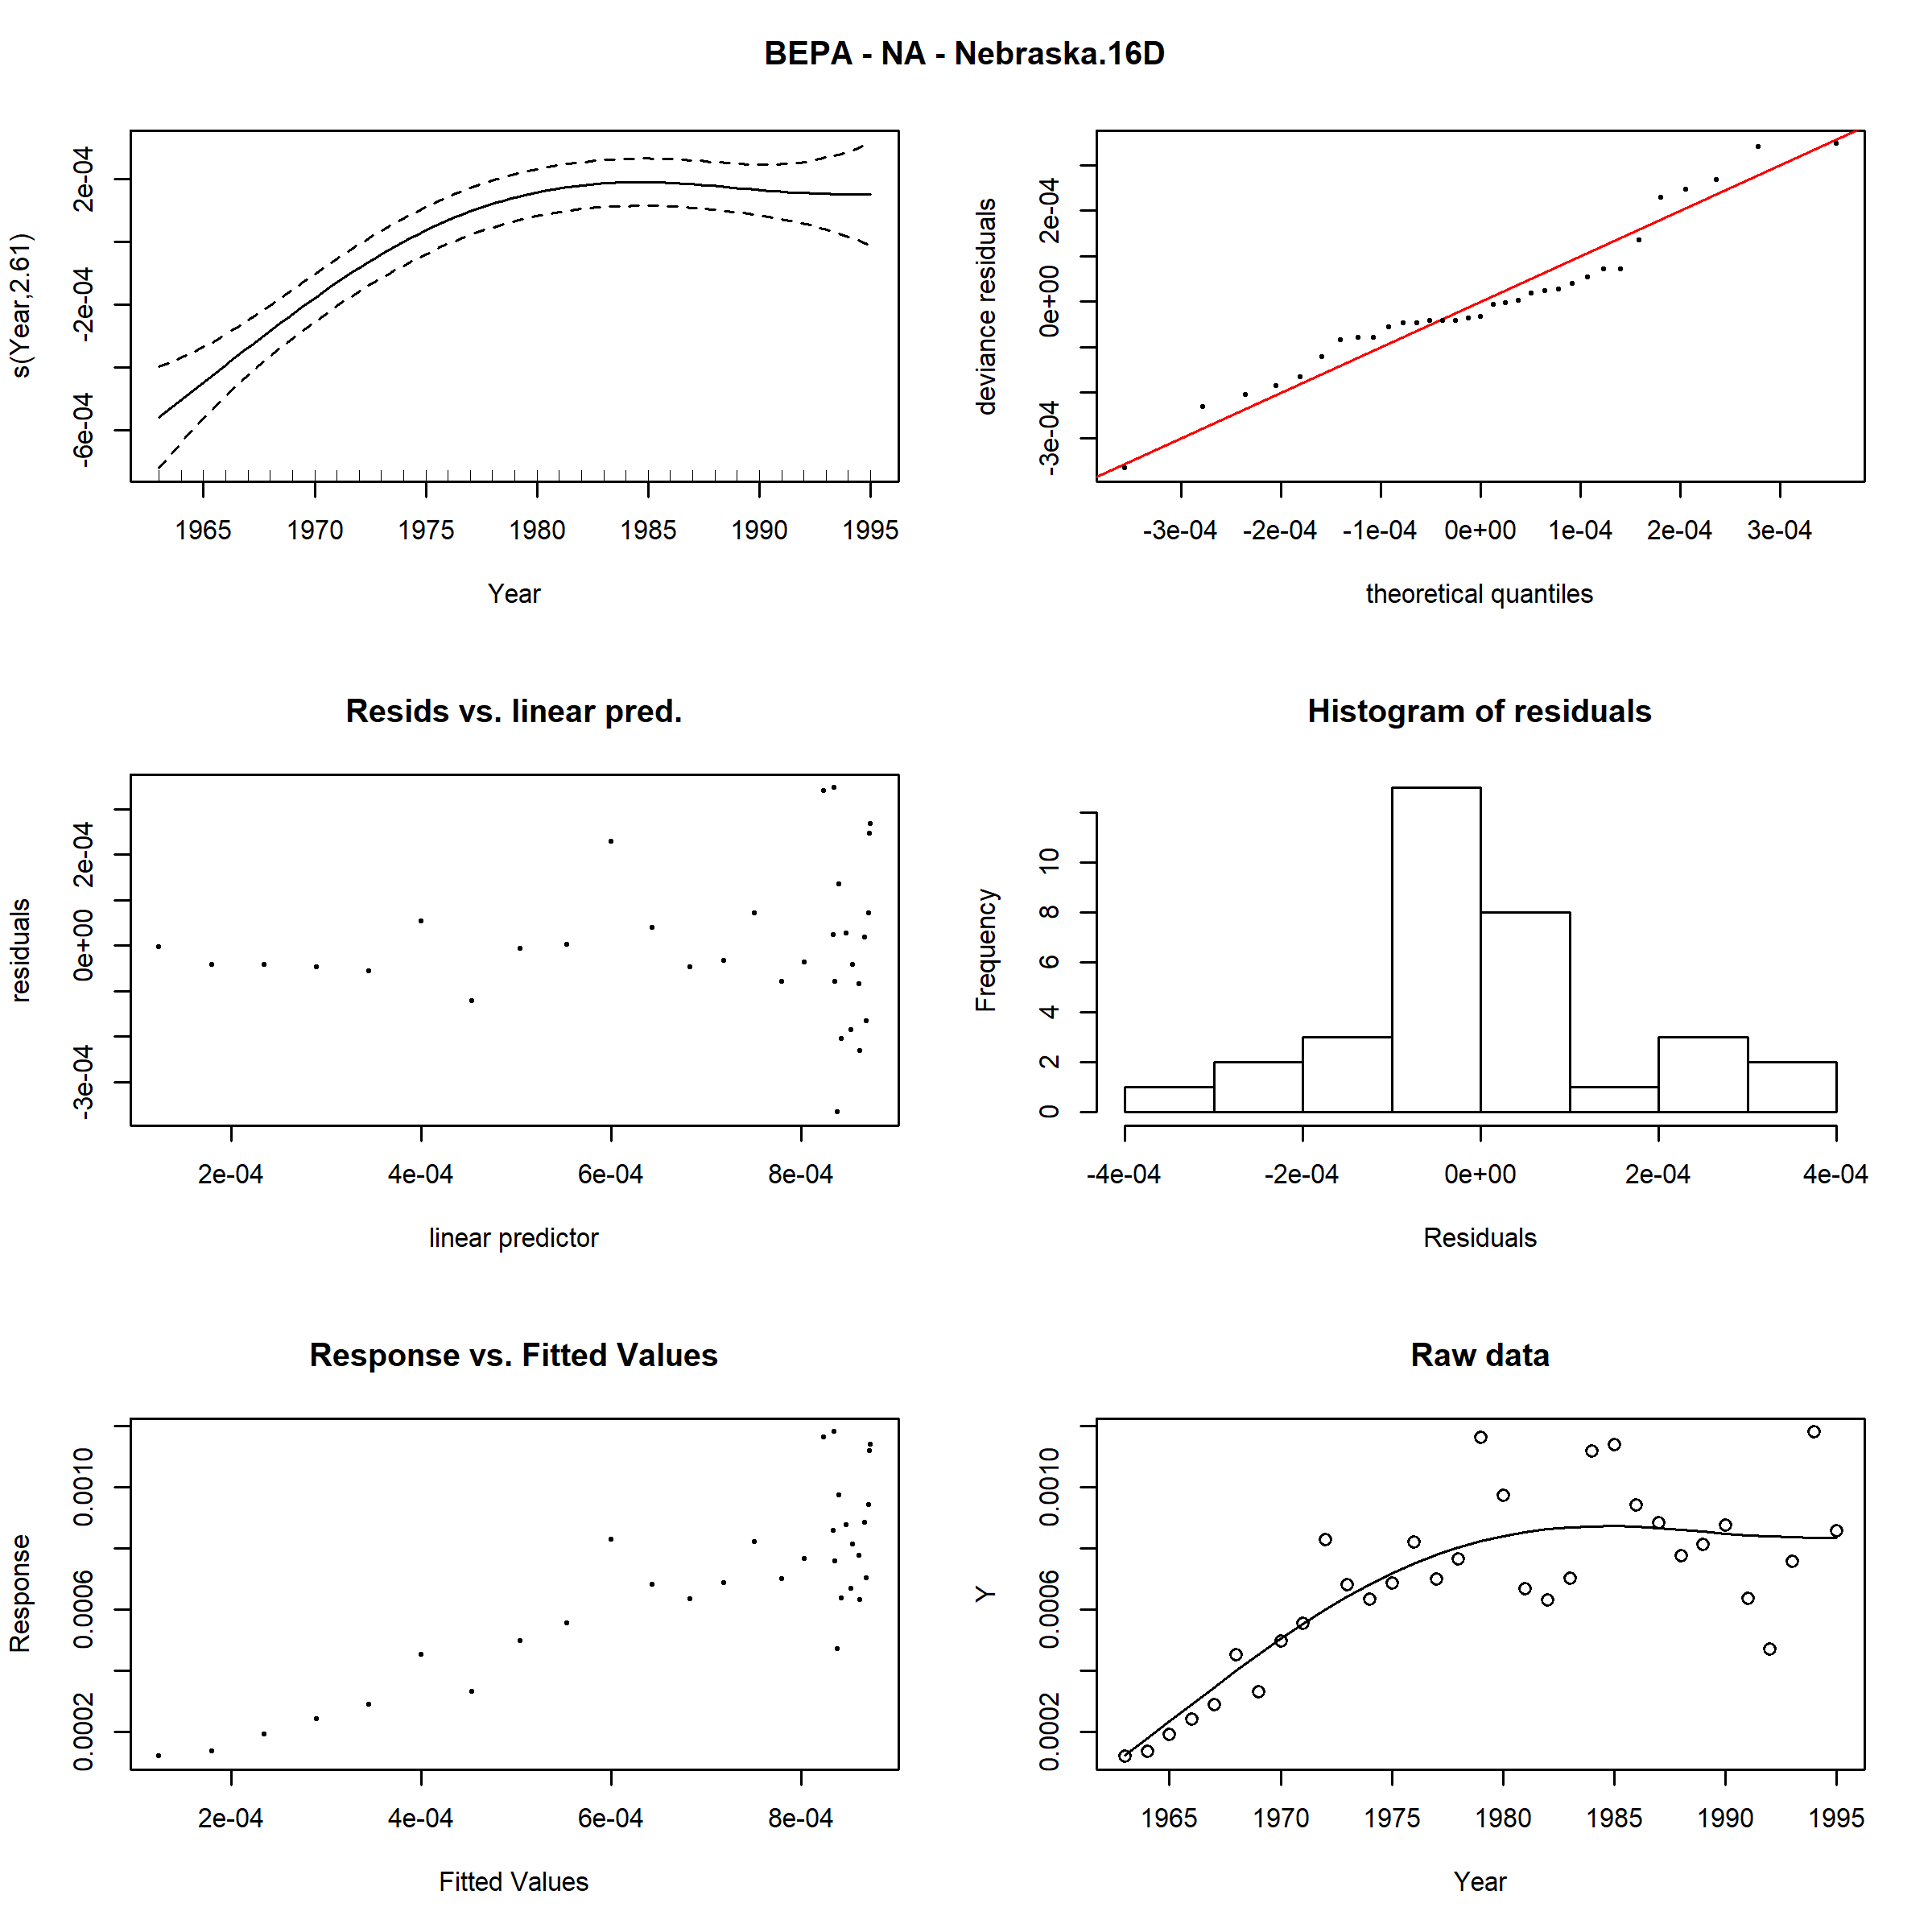 BEPA - NA - Nebraska.16D
s(Year,2.61)
-6e-04 -2e-04 2e-04
1965 1970 1975 1980 1985 1990 1995
Year
deviance residuals
-3e-04 0e+00 2e-04
-3e-04 -2e-04 -1e-04 0e+00 1e-04 2e-04 3e-04
theoretical quantiles
Resids vs. linear pred.
residuals
-3e-04 0e+00 2e-04
2e-04 4e-04 6e-04 8e-04
linear predictor
Histogram of residuals
Frequency
0 2 4 6 8 10
-4e-04 -2e-04 0e+00 2e-04 4e-04
Residuals
Response vs. Fitted Values
Response
0.0002 0.0006 0.0010
2e-04 4e-04 6e-04 8e-04
Fitted Values
Raw data
Y
0.0002 0.0006 0.0010
1965 1970 1975 1980 1985 1990 1995
Year